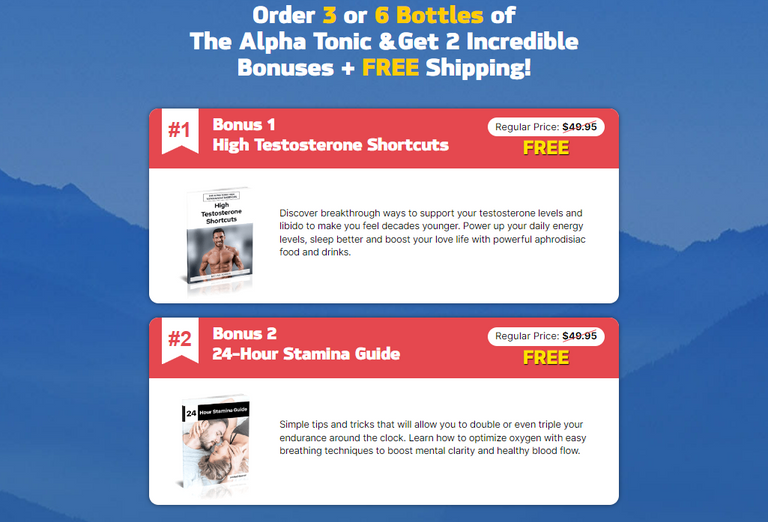 Order 3 or 6 Bottles of
The Alpha Tonic & Get 2 Incredible
Bonuses + FREE Shipping!
#1
Bonus 1
High Testosterone Shortcuts
Regular Price: $49.95
FREE
High
Testosterone
Shortcuts
Discover breakthrough ways to support your testosterone levels and
libido to make you feel decades younger. Power up your daily energy
levels, sleep better and boost your love life with powerful aphrodisiac
food and drinks.
#2
Bonus 2
24-Hour Stamina Guide
Regular Price: $49.95
FREE
24 Hour Stamina Guide
Simple tips and tricks that will allow you to double or even triple your
endurance around the clock. Learn how to optimize oxygen with easy
breathing techniques to boost mental clarity and healthy blood flow.